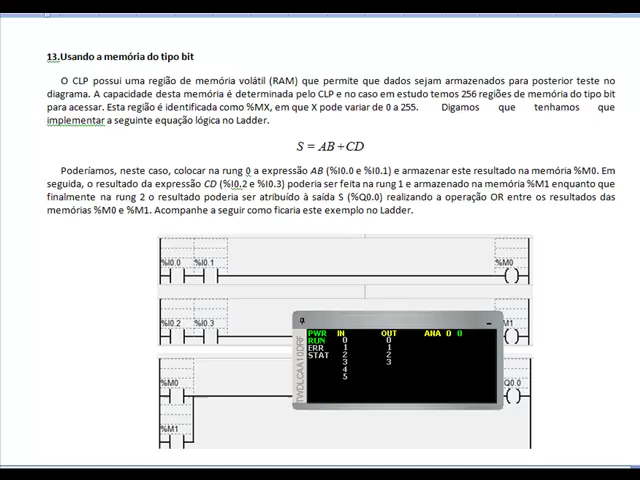 13.Usando a memória do tipo bit
O CLP possui uma região de memória volátil (RAM) que permite que dados sejam armazenados para posterior teste no
diagrama. A capacidade desta memória é determinada pelo CLP e no caso em estudo temos 256 regiões de memória do tipo bit
para acessar. Esta região é identificada como %MX, em que X pode variar de 0 a 255. Digamos que tenhamos que
implementar a seguinte equação lógica no Ladder.
S = AB + CD
Poderíamos, neste caso, colocar na rung 0 a expressão AB (%I0.0 e %I0.1) e armazenar este resultado na memória %M0. Em
seguida, o resultado da expressão CD (%I0.2 e %I0.3) poderia ser feita na rung 1 e armazenado na memória %M1 enquanto que
finalmente na rung 2 o resultado poderia ser atribuído à saída S (%Q0.0) realizando a operação OR entre os resultados das
memórias %M0 e %M1. Acompanhe a seguir como ficaria este exemplo no Ladder.
%I0.0 %I0.1 %M0
%I0.2 %I0.3 M1
%M0 Q0.0
%M1
TWDLCAA10DRF
PWR IN OUT ANA 0 0
RUN 0 0
ERR 1 1
STAT 2 2
3 3
4
5